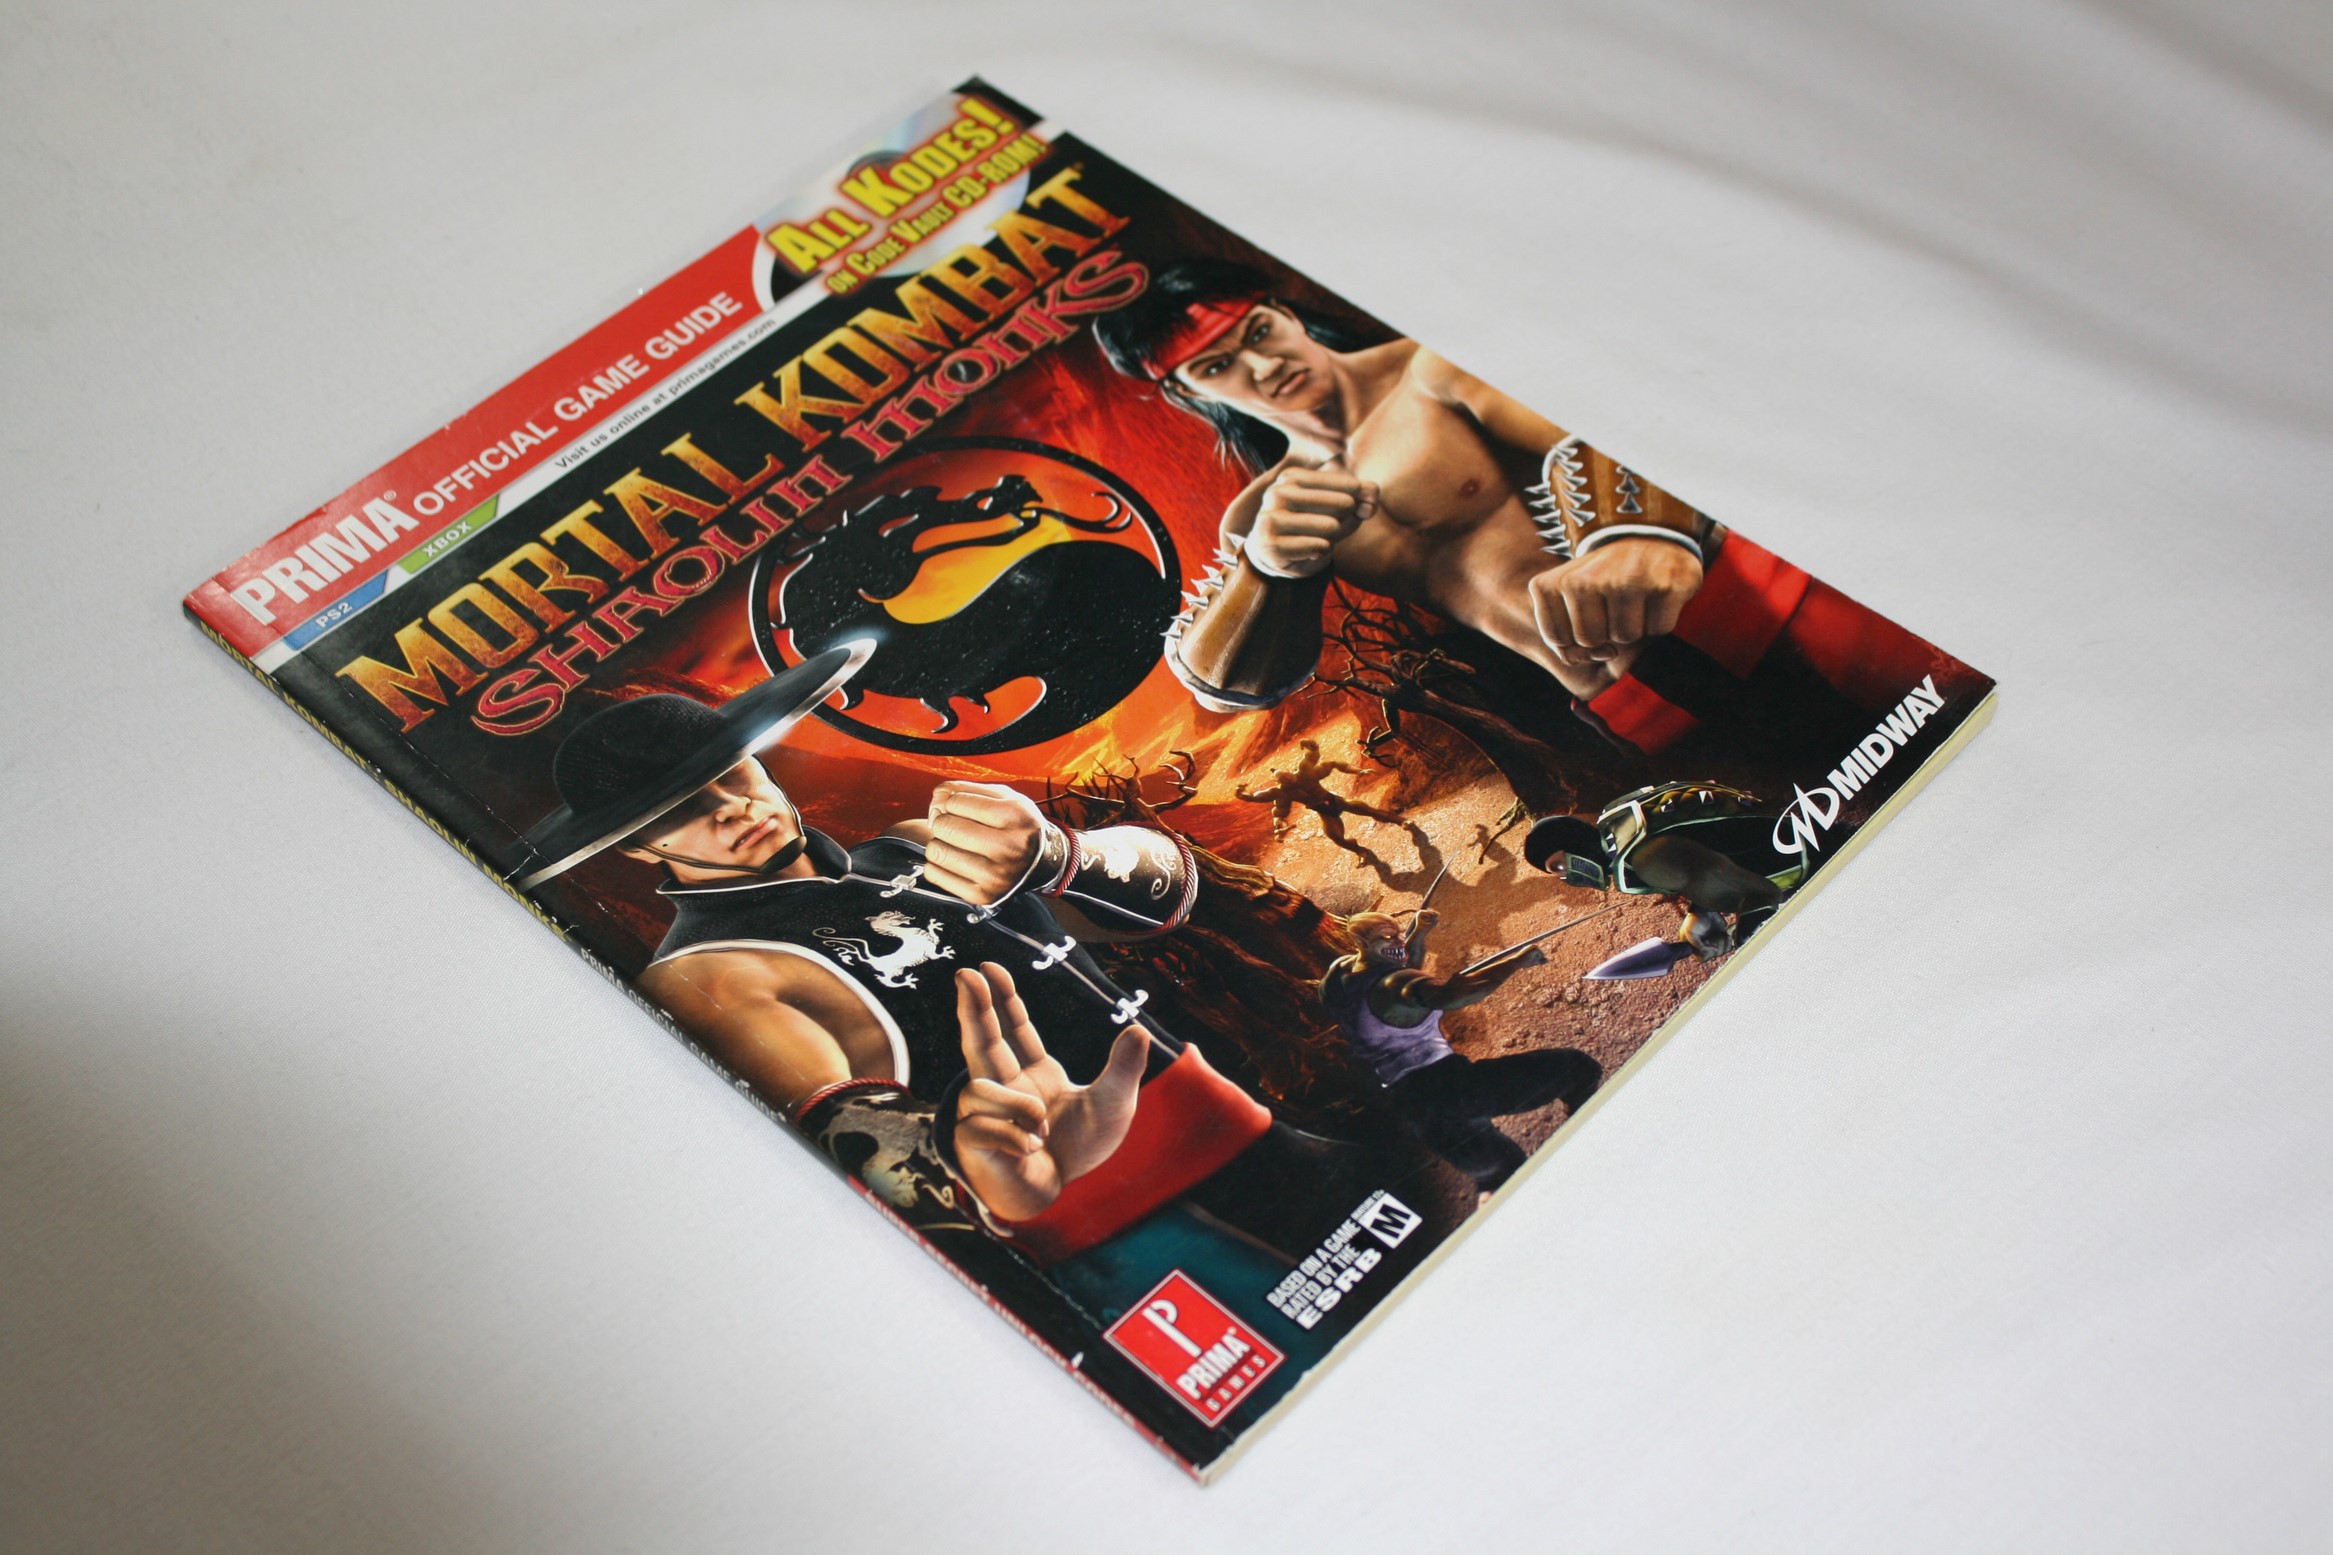 ALL KODES!
ON CODE VAULT CD-ROM!
PRIMA® OFFICIAL GAME GUIDE
Visit us online at primagames.com
PS2
XBOX
MORTAL KOMBAT
SHAOLIN MONKS
MIDWAY
BASED ON A GAME
RATED BY THE
ESRB
MATURE 17+
M
P
PRIMA®
GAMES
MORTAL KOMBAT: SHAOLIN MONKS
PRIMA OFFICIAL GAME GUIDE